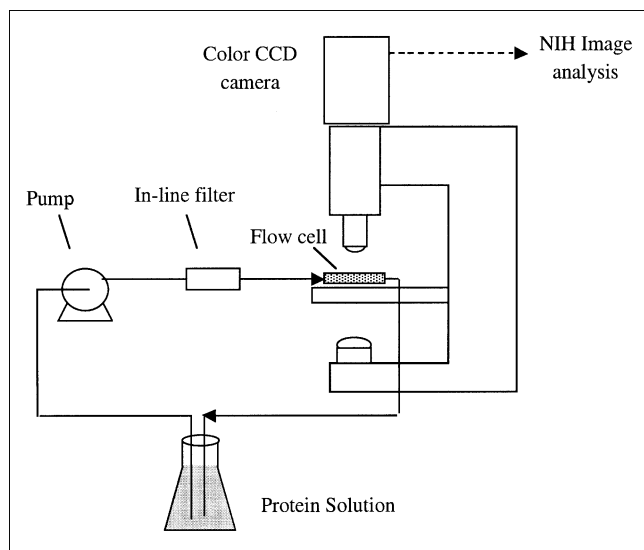 Color CCD
camera
NIH Image
analysis
Pump
In-line filter
Flow cell
Protein Solution